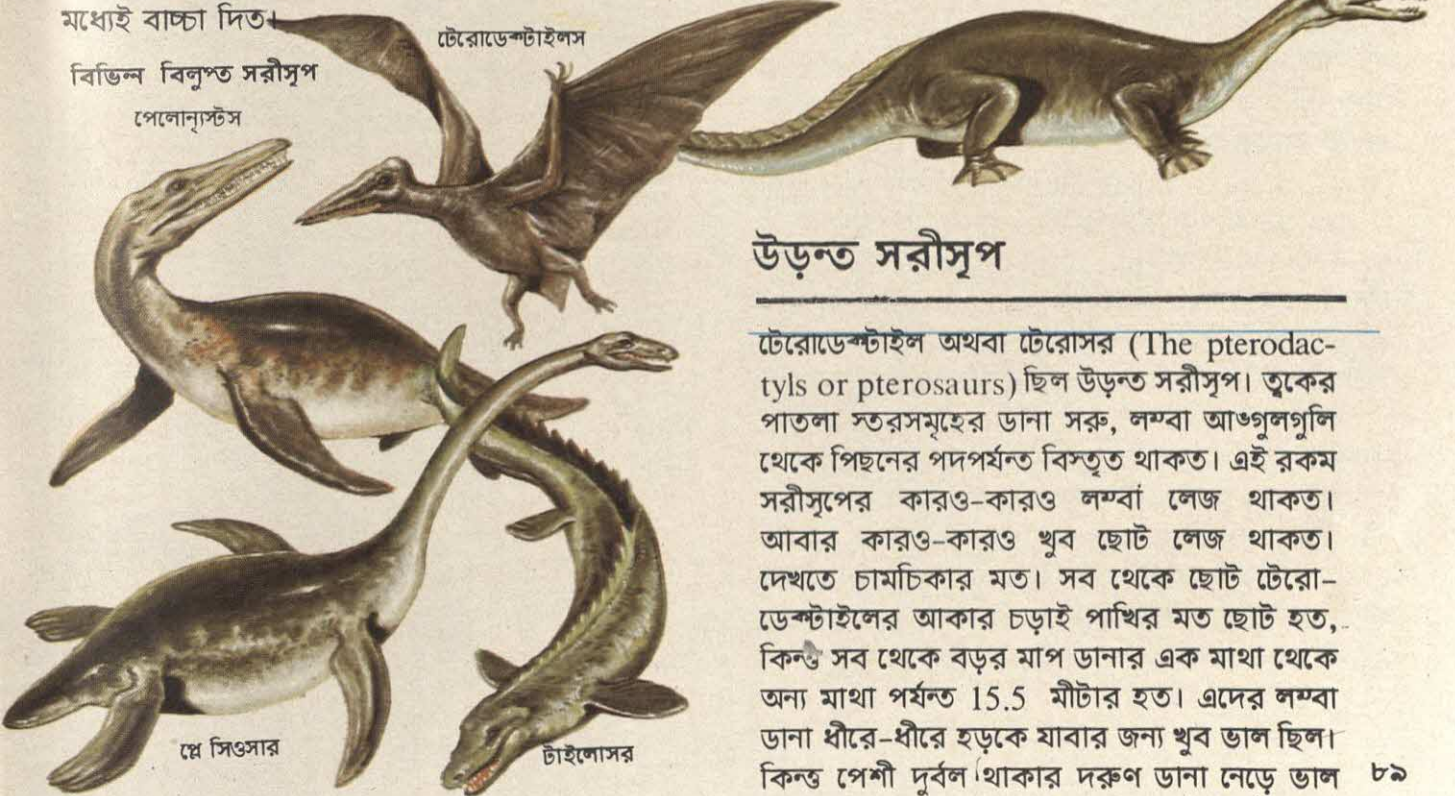 মধ্যেই বাচ্চা দিত।
বিভিন্ন বিলুপ্ত সরীসৃপ
পেলোন্যুস্টস
টেরোডেক্টাইলস
প্লে সিওসার
টাইলোসর
উড়ন্ত সরীসৃপ
টেরোডেক্টাইল অথবা টেরোসর (The pterodac-
tyls or pterosaurs) ছিল উড়ন্ত সরীসৃপ। ত্বকের
পাতলা স্তরসমূহের ডানা সরু, লম্বা আঙগুলগুলি
থেকে পিছনের পদপর্যন্ত বিস্তৃত থাকত। এই রকম
সরীসৃপের কারও-কারও লম্বা লেজ থাকত।
আবার কারও-কারও খুব ছোট লেজ থাকত।
দেখতে চামচিকার মত। সব থেকে ছোট টেরো-
ডেক্টাইলের আকার চড়াই পাখির মত ছোট হত,
কিন্তু সব থেকে বড়র মাপ ডানার এক মাথা থেকে
অন্য মাথা পর্যন্ত 15.5 মীটার হত। এদের লম্বা
ডানা ধীরে-ধীরে হড়কে যাবার জন্য খুব ভাল ছিল।
কিন্তু পেশী দুর্বল থাকার দরুণ ডানা নেড়ে ভাল
৮৯